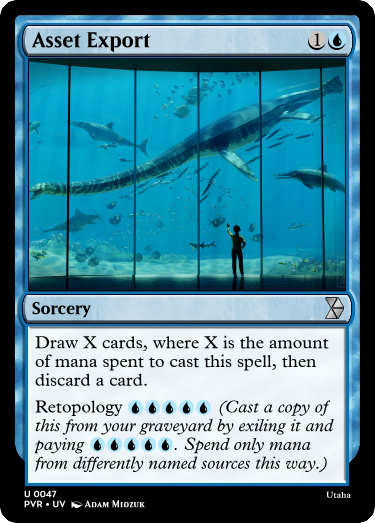 Asset Export 1
Sorcery
Draw X cards, where X is the amount
of mana spent to cast this spell, then
discard a card.
Retopology (Cast a copy of
this from your graveyard by exiling it and
paying . Spend only mana
from differently named sources this way.)
U 0047 Utaha
PVR • UV Adam Midzuk